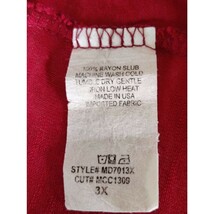 100% RAYON SLUB
MACHINE WASH COLD
TUMBLE DRY GENTLE
IRON LOW HEAT
MADE IN USA
IMPORTED FABRIC
STYLE# MD7013X
CUT# MCC1309
3X